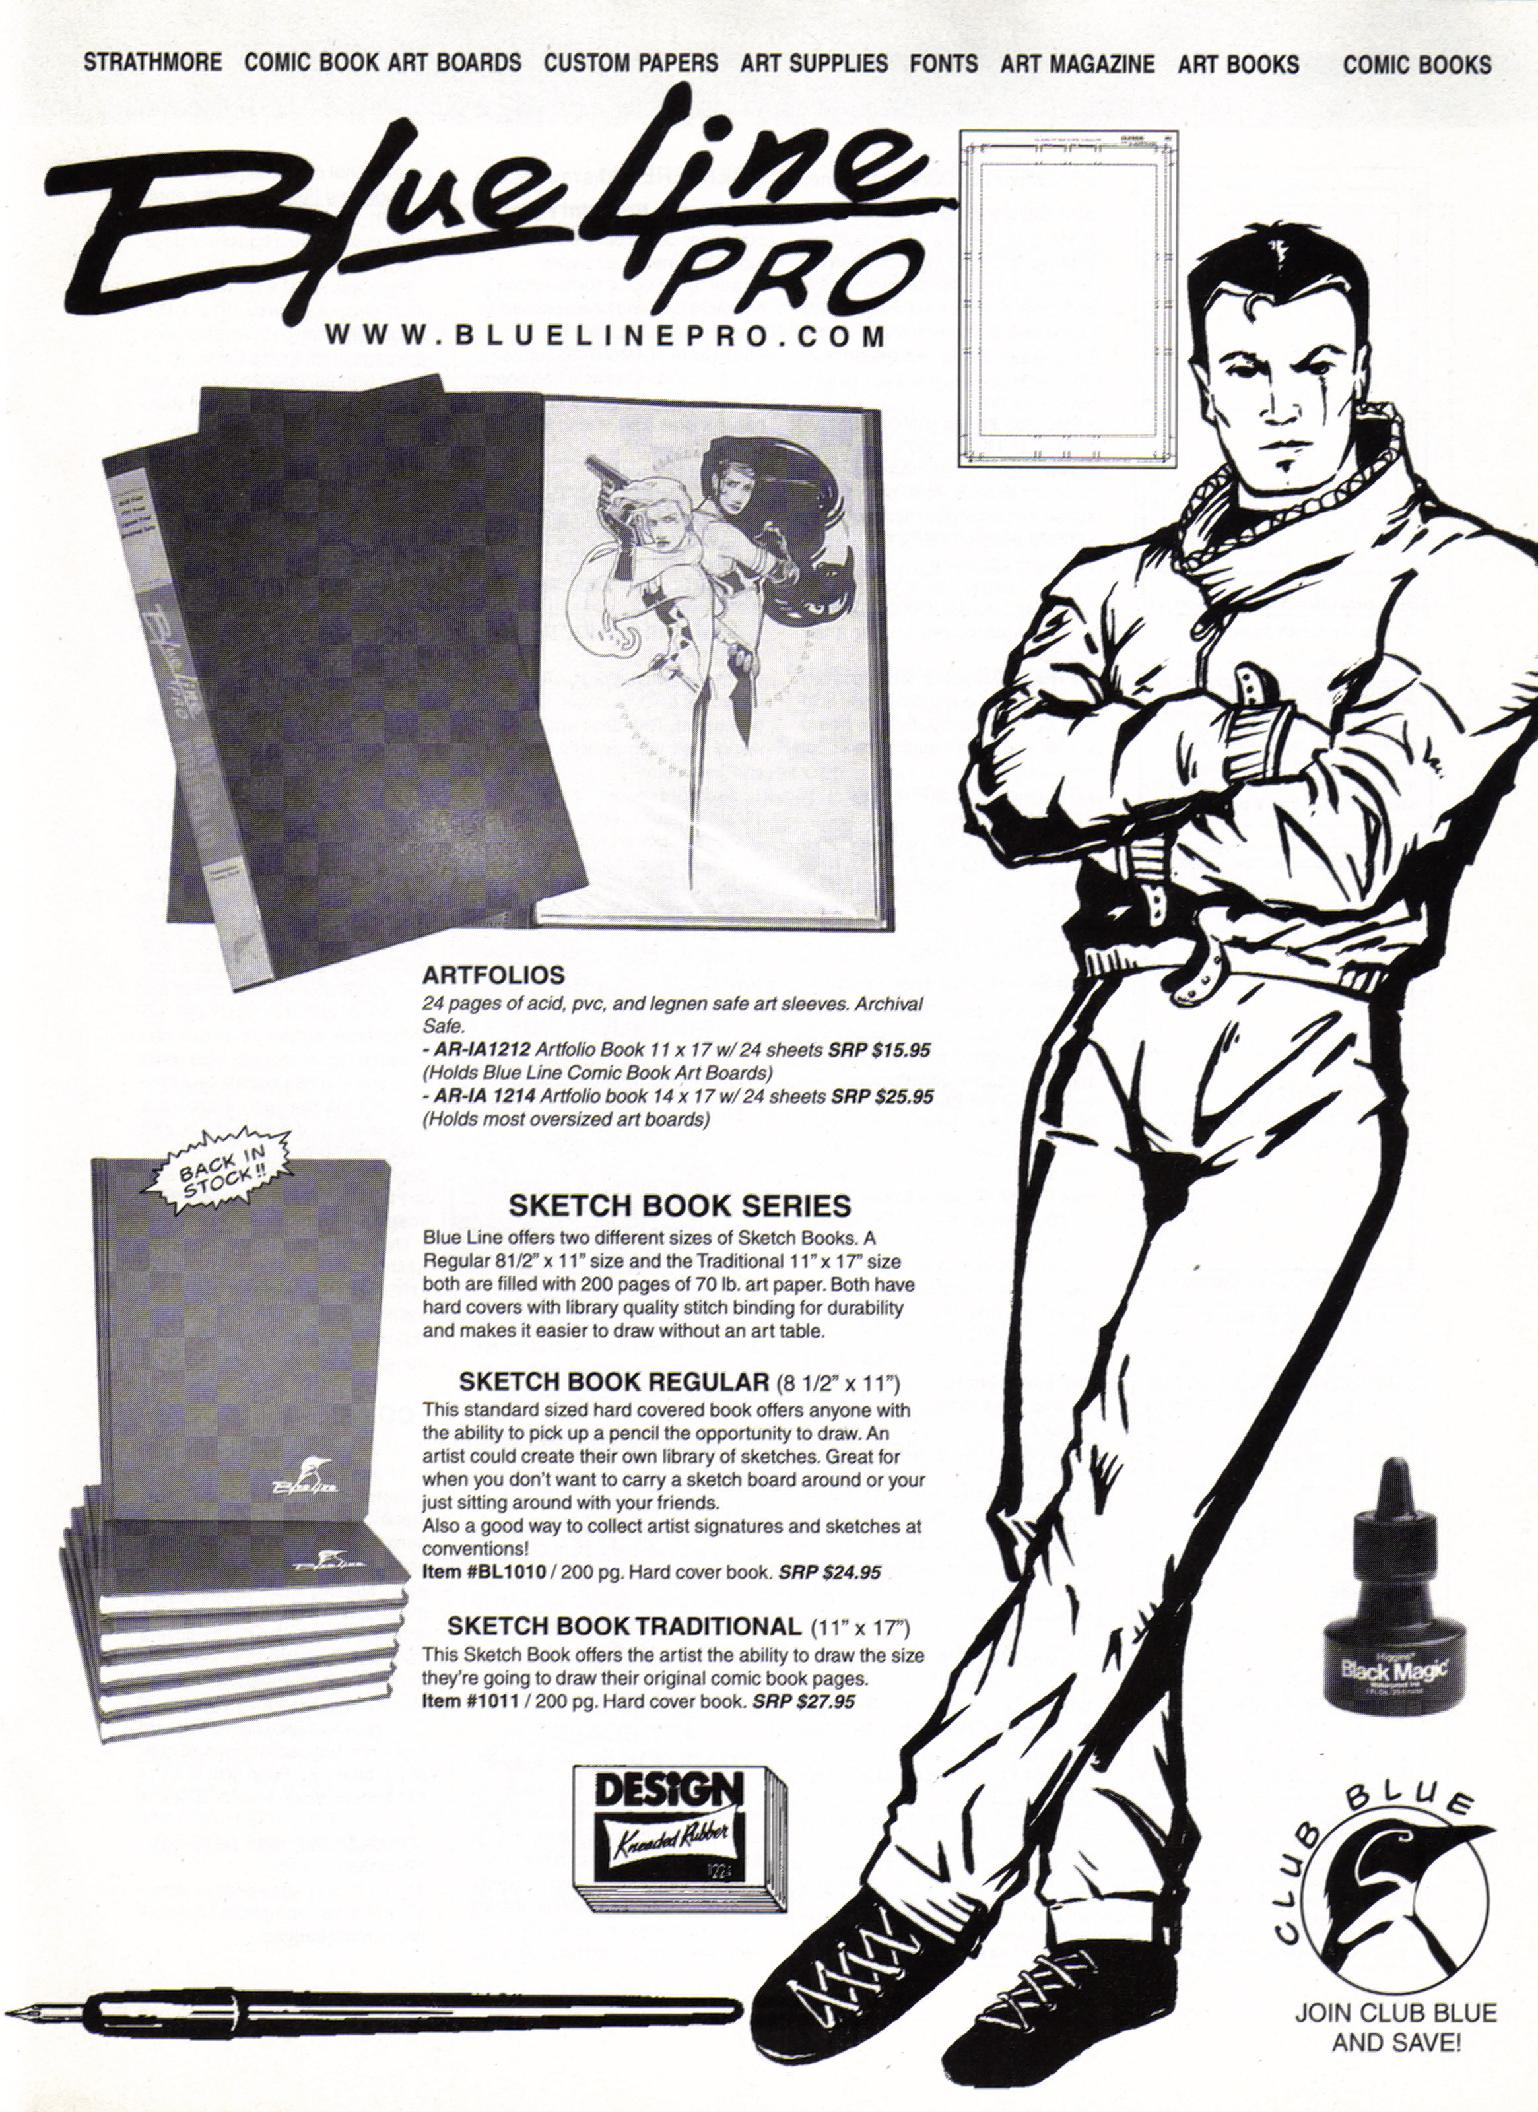 STRATHMORE COMIC BOOK ART BOARDS CUSTOM PAPERS ART SUPPLIES FONTS ART MAGAZINE ART BOOKS COMIC BOOKS
Blue Line
PRO
WWW.BLUELINEPRO.COM
Blue Line
PRO
ARTFOLIOS
24 pages of acid, pvc, and legnen safe art sleeves. Archival
Safe.
- AR-IA1212 Artfolio Book 11 x 17 w/ 24 sheets SRP $15.95
(Holds Blue Line Comic Book Art Boards)
- AR-IA 1214 Artfolio book 14 x 17 w/ 24 sheets SRP $25.95
(Holds most oversized art boards)
BACK IN
STOCK!!
Blue Line
Blue Line
SKETCH BOOK SERIES
Blue Line offers two different sizes of Sketch Books. A
Regular 81/2” x 11” size and the Traditional 11” x 17” size
both are filled with 200 pages of 70 lb. art paper. Both have
hard covers with library quality stitch binding for durability
and makes it easier to draw without an art table.
SKETCH BOOK REGULAR (8 1/2” x 11”)
This standard sized hard covered book offers anyone with
the ability to pick up a pencil the opportunity to draw. An
artist could create their own library of sketches. Great for
when you don't want to carry a sketch board around or your
just sitting around with your friends.
Also a good way to collect artist signatures and sketches at
conventions!
Item #BL1010 / 200 pg. Hard cover book. SRP $24.95
SKETCH BOOK TRADITIONAL (11” x 17”)
This Sketch Book offers the artist the ability to draw the size
they're going to draw their original comic book pages.
Item #1011 / 200 pg. Hard cover book. SRP $27.95
Higgins
Black Magic
Waterproof Ink
DESiGN
Kneaded Rubber
1224
CLUB BLUE
JOIN CLUB BLUE
AND SAVE!